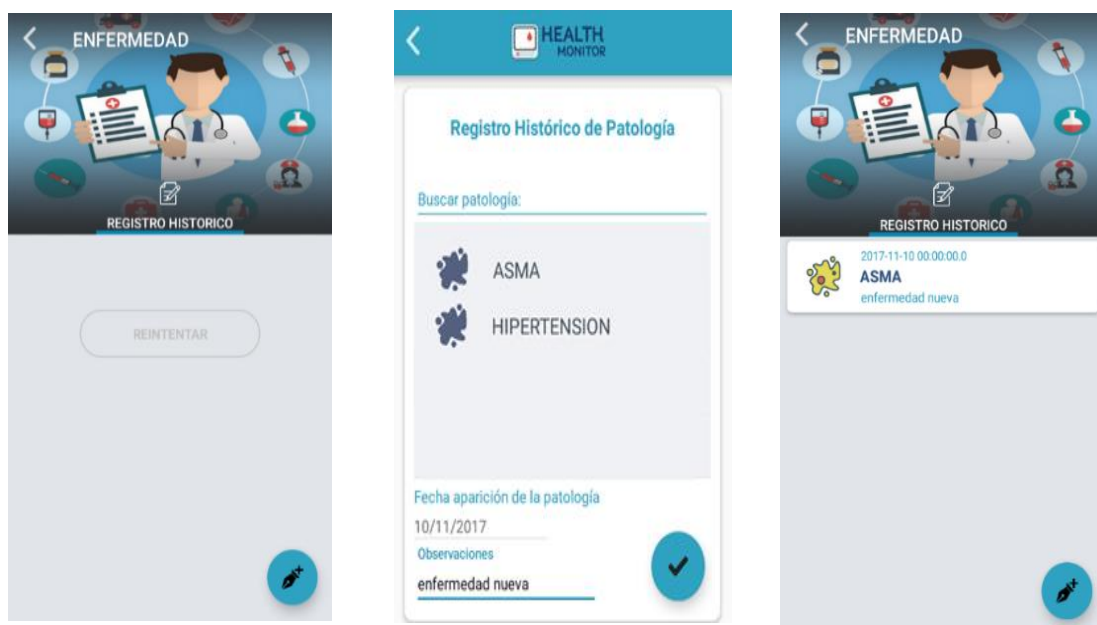 ENFERMEDAD
REGISTRO HISTORICO
REINTENTAR
HEALTH
MONITOR
Registro Histórico de Patología
Buscar patología:
ASMA
HIPERTENSION
Fecha aparición de la patología
10/11/2017
Observaciones
enfermedad nueva
ENFERMEDAD
REGISTRO HISTORICO
2017-11-10 00:00:00.0
ASMA
enfermedad nueva